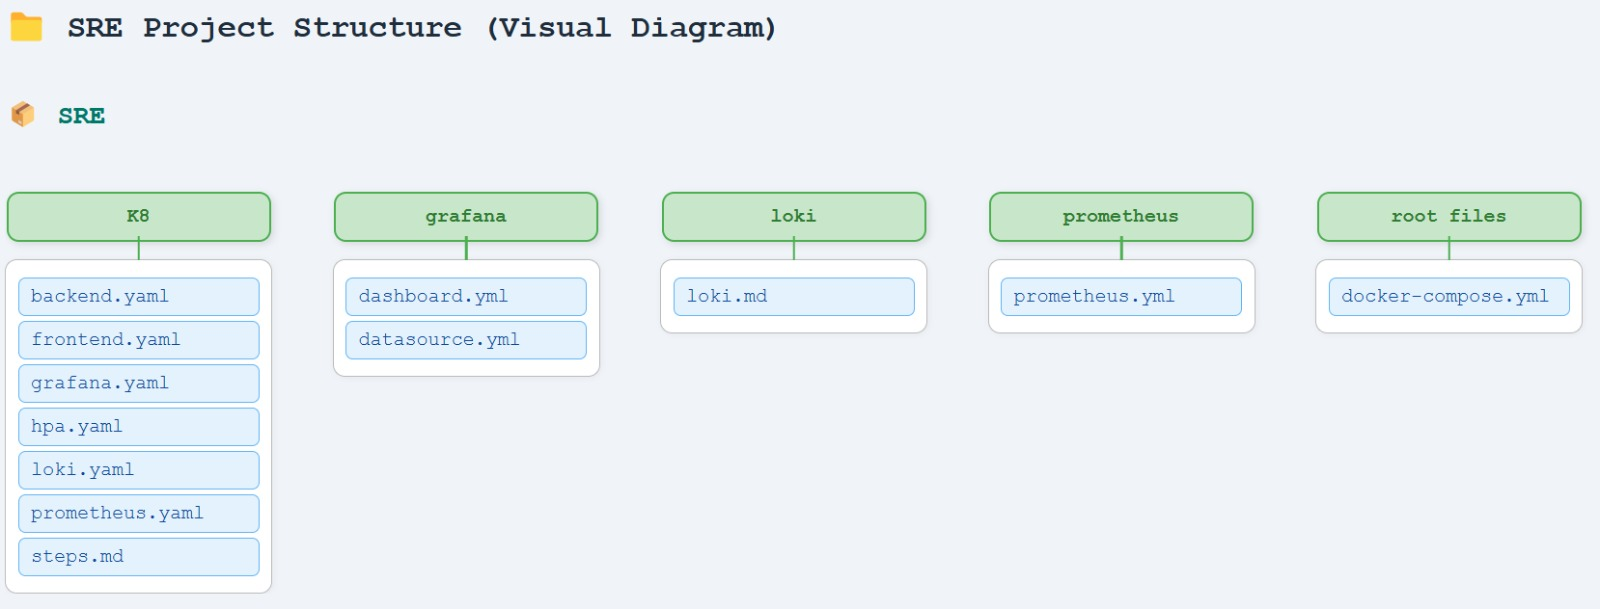 SRE Project Structure (Visual Diagram)
SRE
K8
backend.yaml
frontend.yaml
grafana.yaml
hpa.yaml
loki.yaml
prometheus.yaml
steps.md
grafana
dashboard.yml
datasource.yml
loki
loki.md
prometheus
prometheus.yml
root files
docker-compose.yml